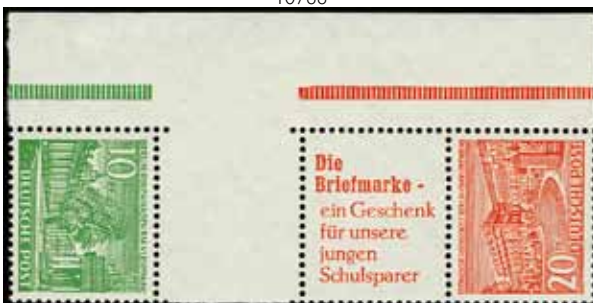 10
DEUTSCHE POST
Die
Briefmarke -
ein Geschenk
für unsere
jungen
Schulsparer
20
DEUTSCHE POST